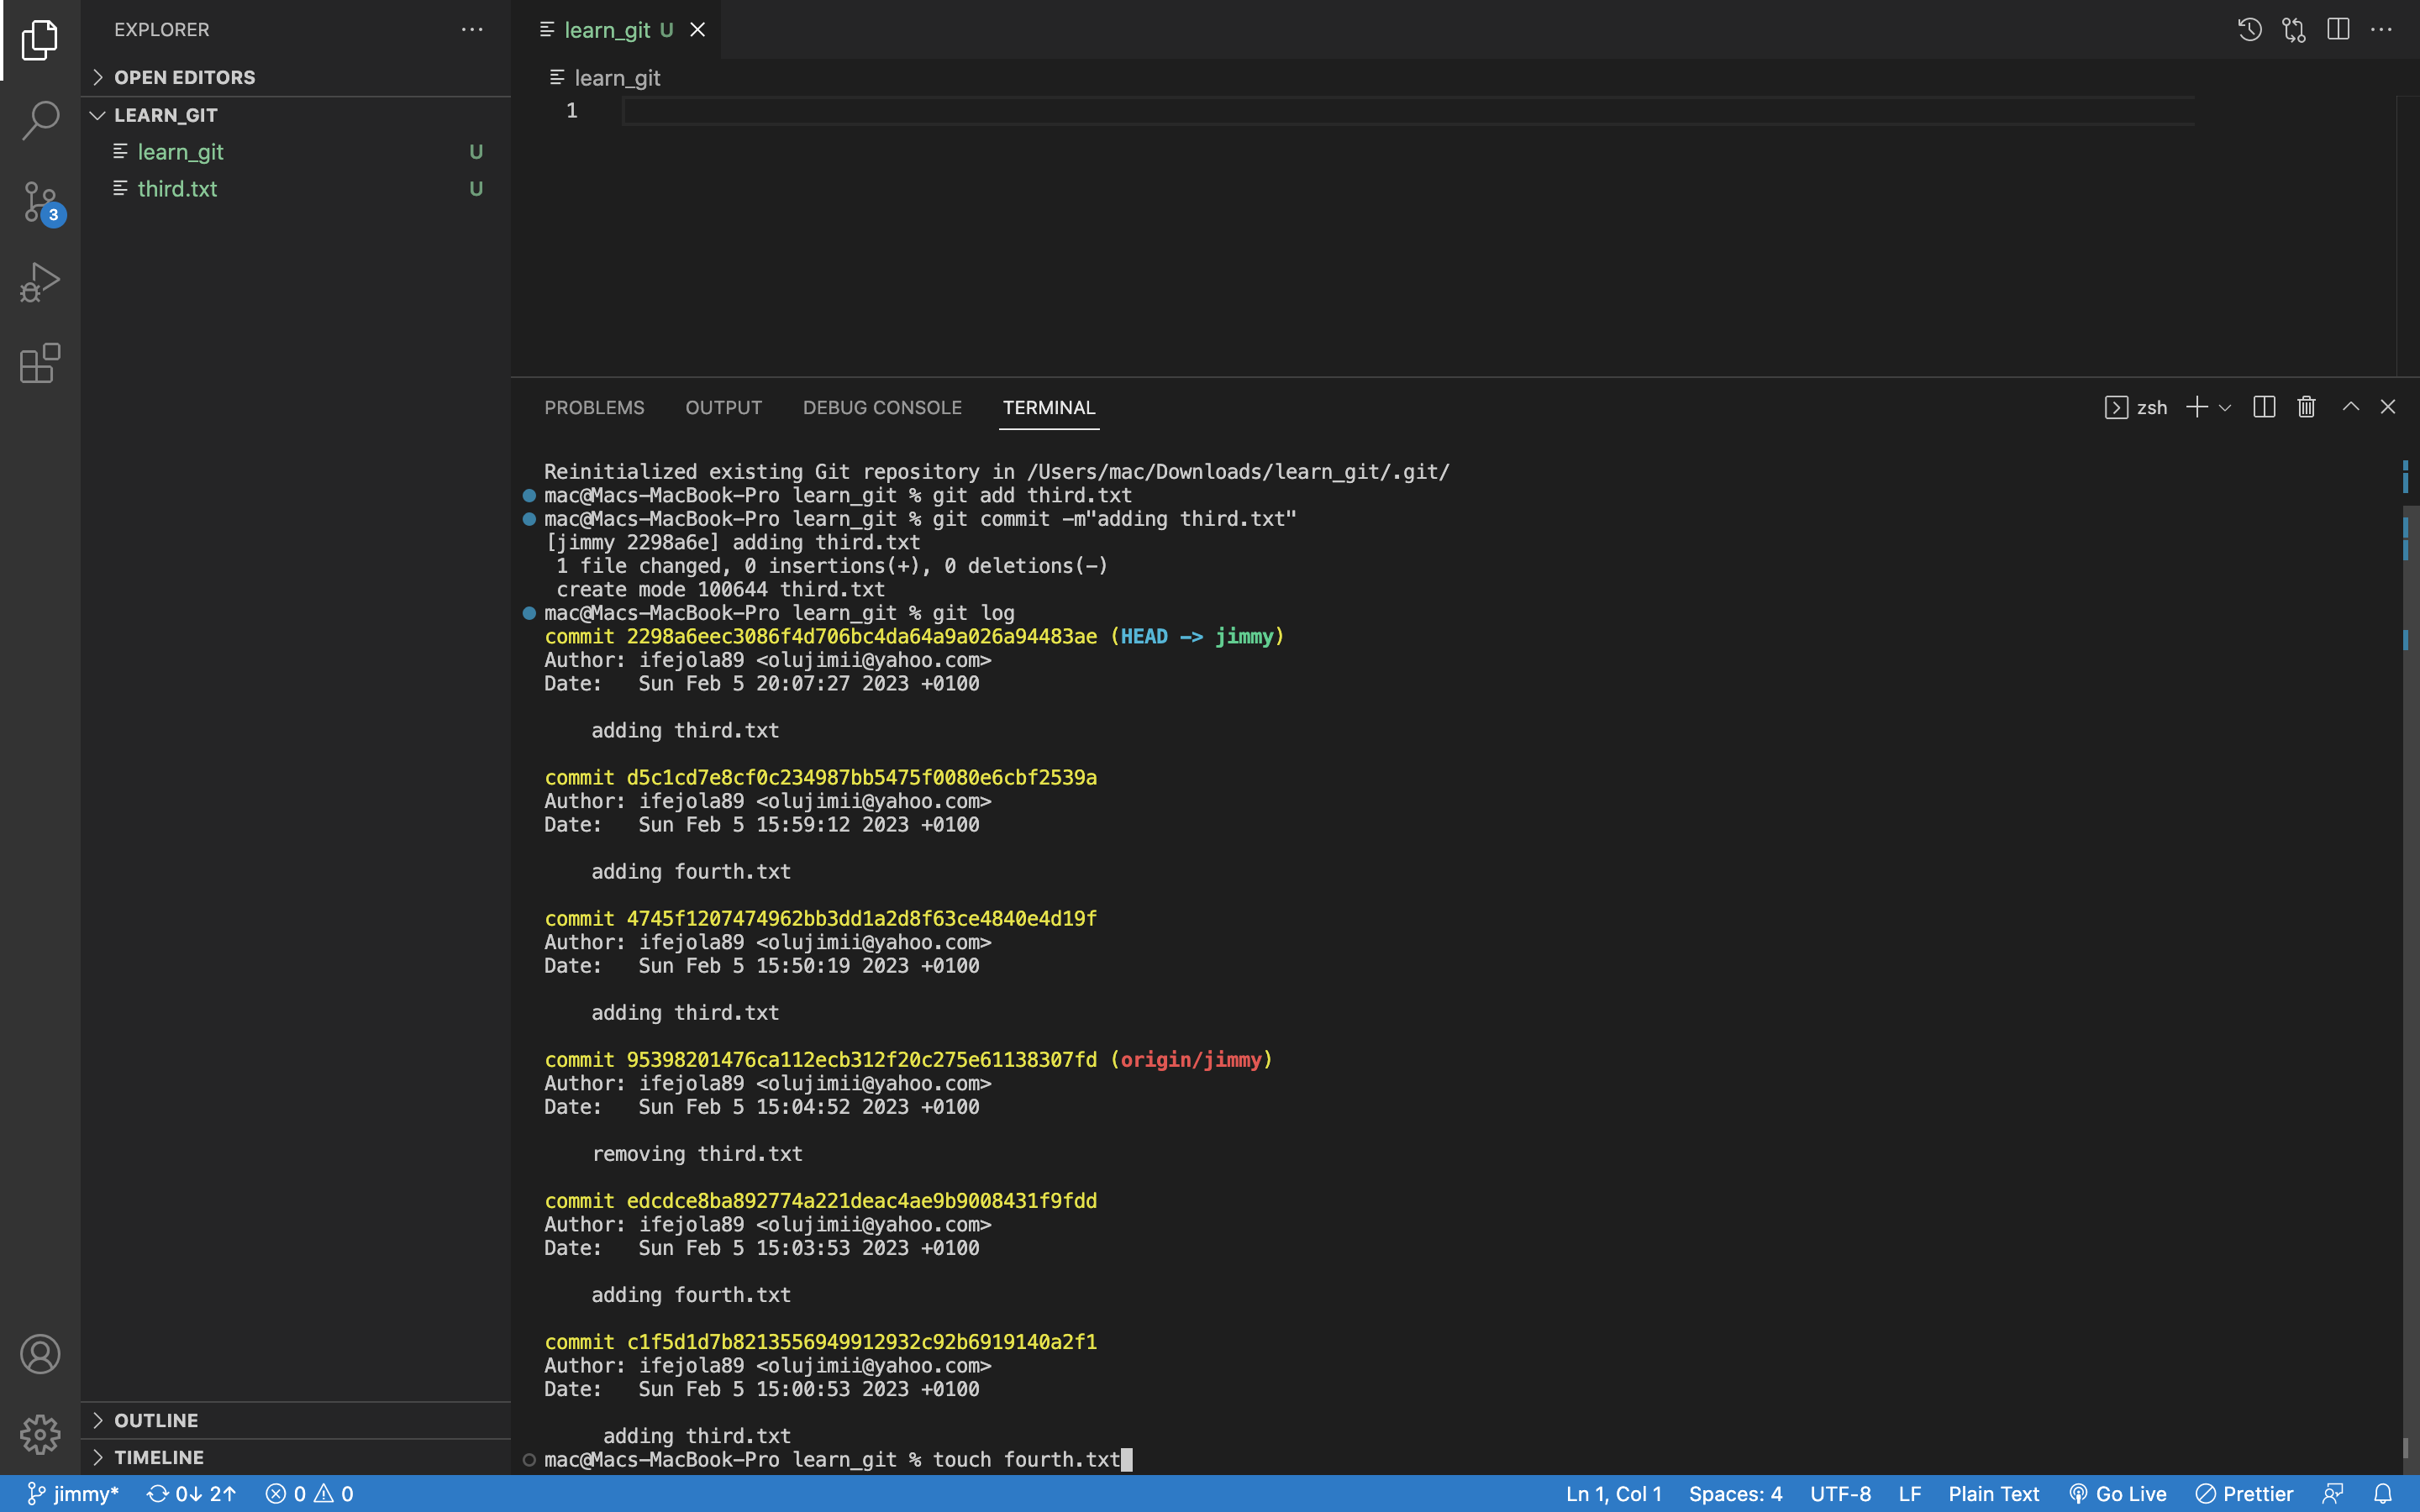 EXPLORER
OPEN EDITORS
LEARN_GIT
learn_git U
third.txt U
3
OUTLINE
TIMELINE
learn_git U
learn_git
1
PROBLEMS OUTPUT DEBUG CONSOLE TERMINAL
zsh
Reinitialized existing Git repository in /Users/mac/Downloads/learn_git/.git/
mac@Macs-MacBook-Pro learn_git % git add third.txt
mac@Macs-MacBook-Pro learn_git % git commit -m"adding third.txt"
[jimmy 2298a6e] adding third.txt
1 file changed, 0 insertions(+), 0 deletions(-)
create mode 100644 third.txt
mac@Macs-MacBook-Pro learn_git % git log
commit 2298a6eec3086f4d706bc4da64a9a026a94483ae (HEAD -> jimmy)
Author: ifejola89 <olujimii@yahoo.com>
Date:   Sun Feb 5 20:07:27 2023 +0100
adding third.txt
commit d5c1cd7e8cf0c234987bb5475f0080e6cbf2539a
Author: ifejola89 <olujimii@yahoo.com>
Date:   Sun Feb 5 15:59:12 2023 +0100
adding fourth.txt
commit 4745f1207474962bb3dd1a2d8f63ce4840e4d19f
Author: ifejola89 <olujimii@yahoo.com>
Date:   Sun Feb 5 15:50:19 2023 +0100
adding third.txt
commit 95398201476ca112ecb312f20c275e61138307fd (origin/jimmy)
Author: ifejola89 <olujimii@yahoo.com>
Date:   Sun Feb 5 15:04:52 2023 +0100
removing third.txt
commit edcdce8ba892774a221deac4ae9b9008431f9fdd
Author: ifejola89 <olujimii@yahoo.com>
Date:   Sun Feb 5 15:03:53 2023 +0100
adding fourth.txt
commit c1f5d1d7b8213556949912932c92b6919140a2f1
Author: ifejola89 <olujimii@yahoo.com>
Date:   Sun Feb 5 15:00:53 2023 +0100
adding third.txt
mac@Macs-MacBook-Pro learn_git % touch fourth.txt
jimmy* 0↓ 2↑ 0 0 Ln 1, Col 1 Spaces: 4 UTF-8 LF Plain Text Go Live Prettier